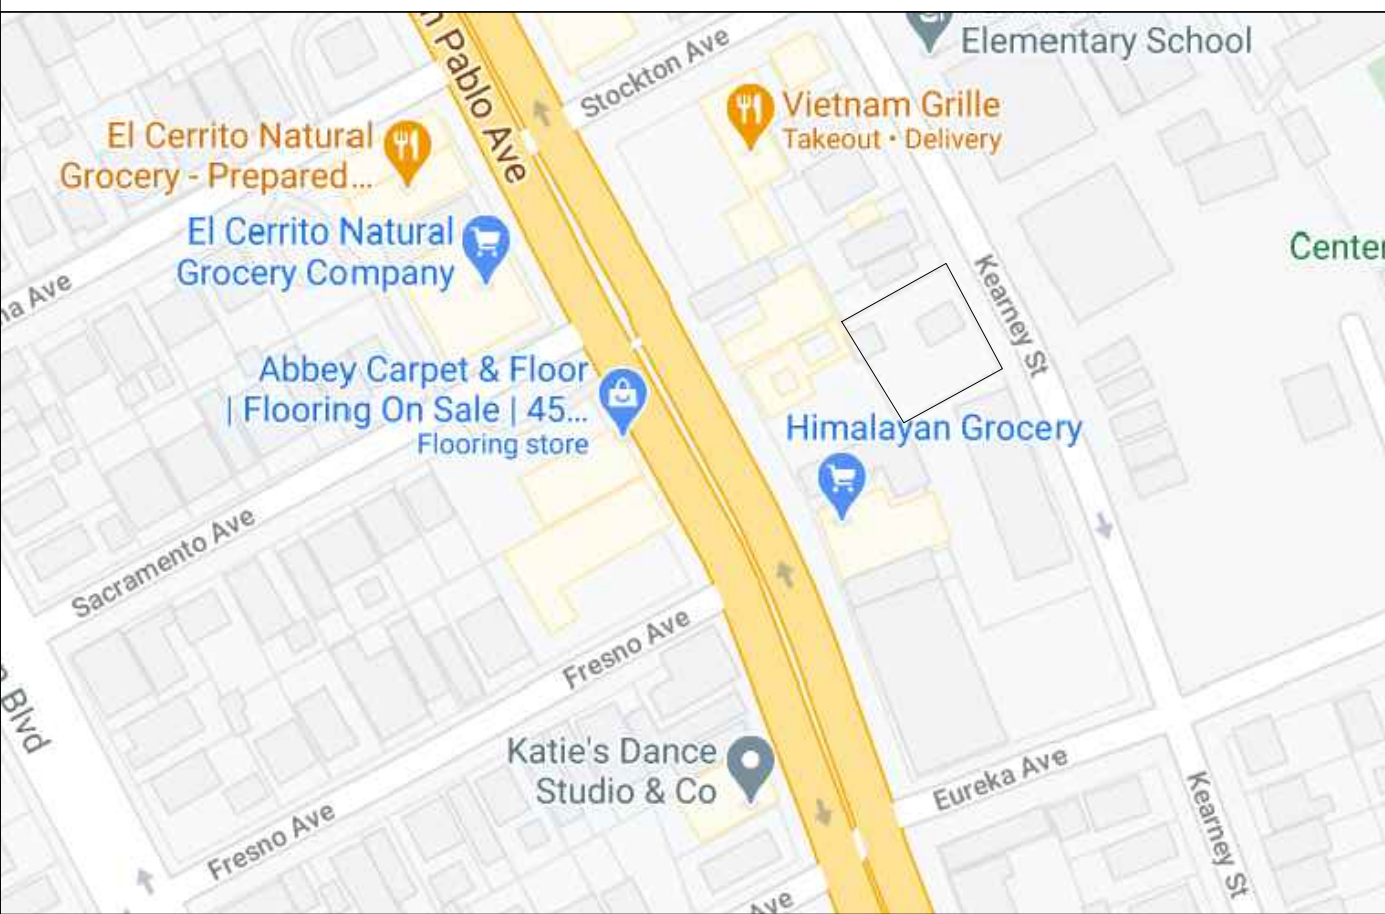 n Pablo Ave
Elementary School
Stockton Ave
Vietnam Grille
Takeout • Delivery
El Cerrito Natural
Grocery - Prepared...
El Cerrito Natural
Grocery Company
na Ave
Center
Kearney St
Abbey Carpet & Floor
| Flooring On Sale | 45...
Flooring store
Himalayan Grocery
Sacramento Ave
Fresno Ave
Blvd
Katie's Dance
Studio & Co
Eureka Ave
Kearney St
Fresno Ave
Ave